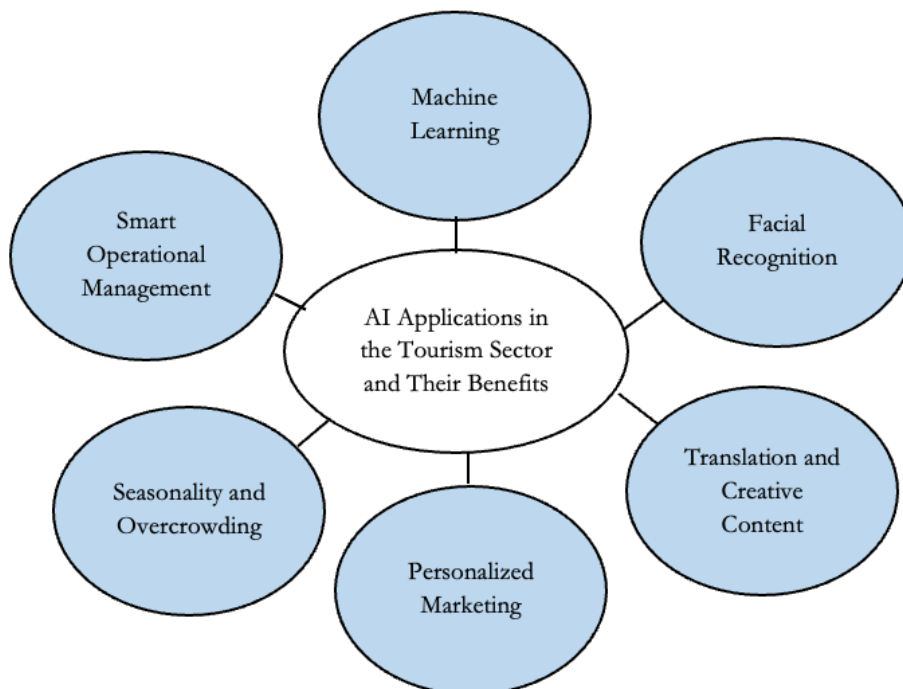 Machine
Learning
Smart
Operational
Management
Facial
Recognition
AI Applications in
the Tourism Sector
and Their Benefits
Seasonality and
Overcrowding
Translation and
Creative
Content
Personalized
Marketing